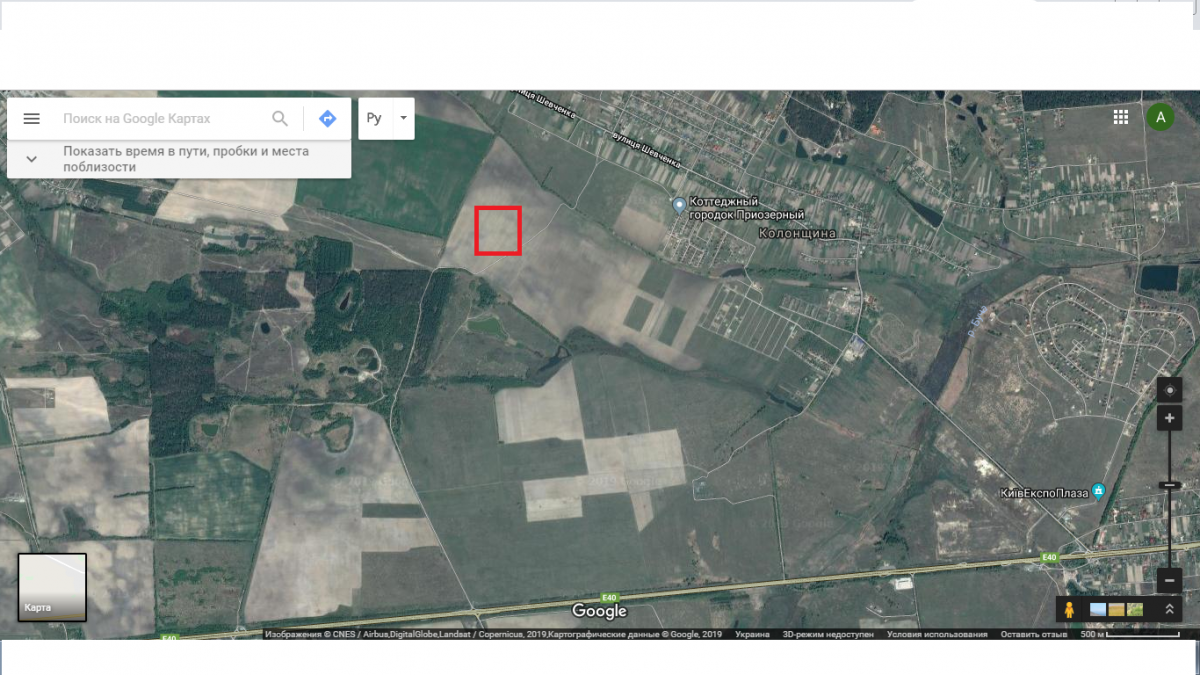 Поиск на Google Картах
Ру
Показать время в пути, пробки и места
поблизости
улиця Шевченка
вулиця Шевченка
Коттеджный
городок Приозерный
Колонщина
А
КиївЕкспоПлаза
E40
E40
E40
Карта
Google
Изображения © CNES / Airbus,DigitalGlobe,Landsat / Copernicus, 2019,Картографические данные © Google, 2019 Украина 3D-режим недоступен Условия использования Оставить отзыв 500 м